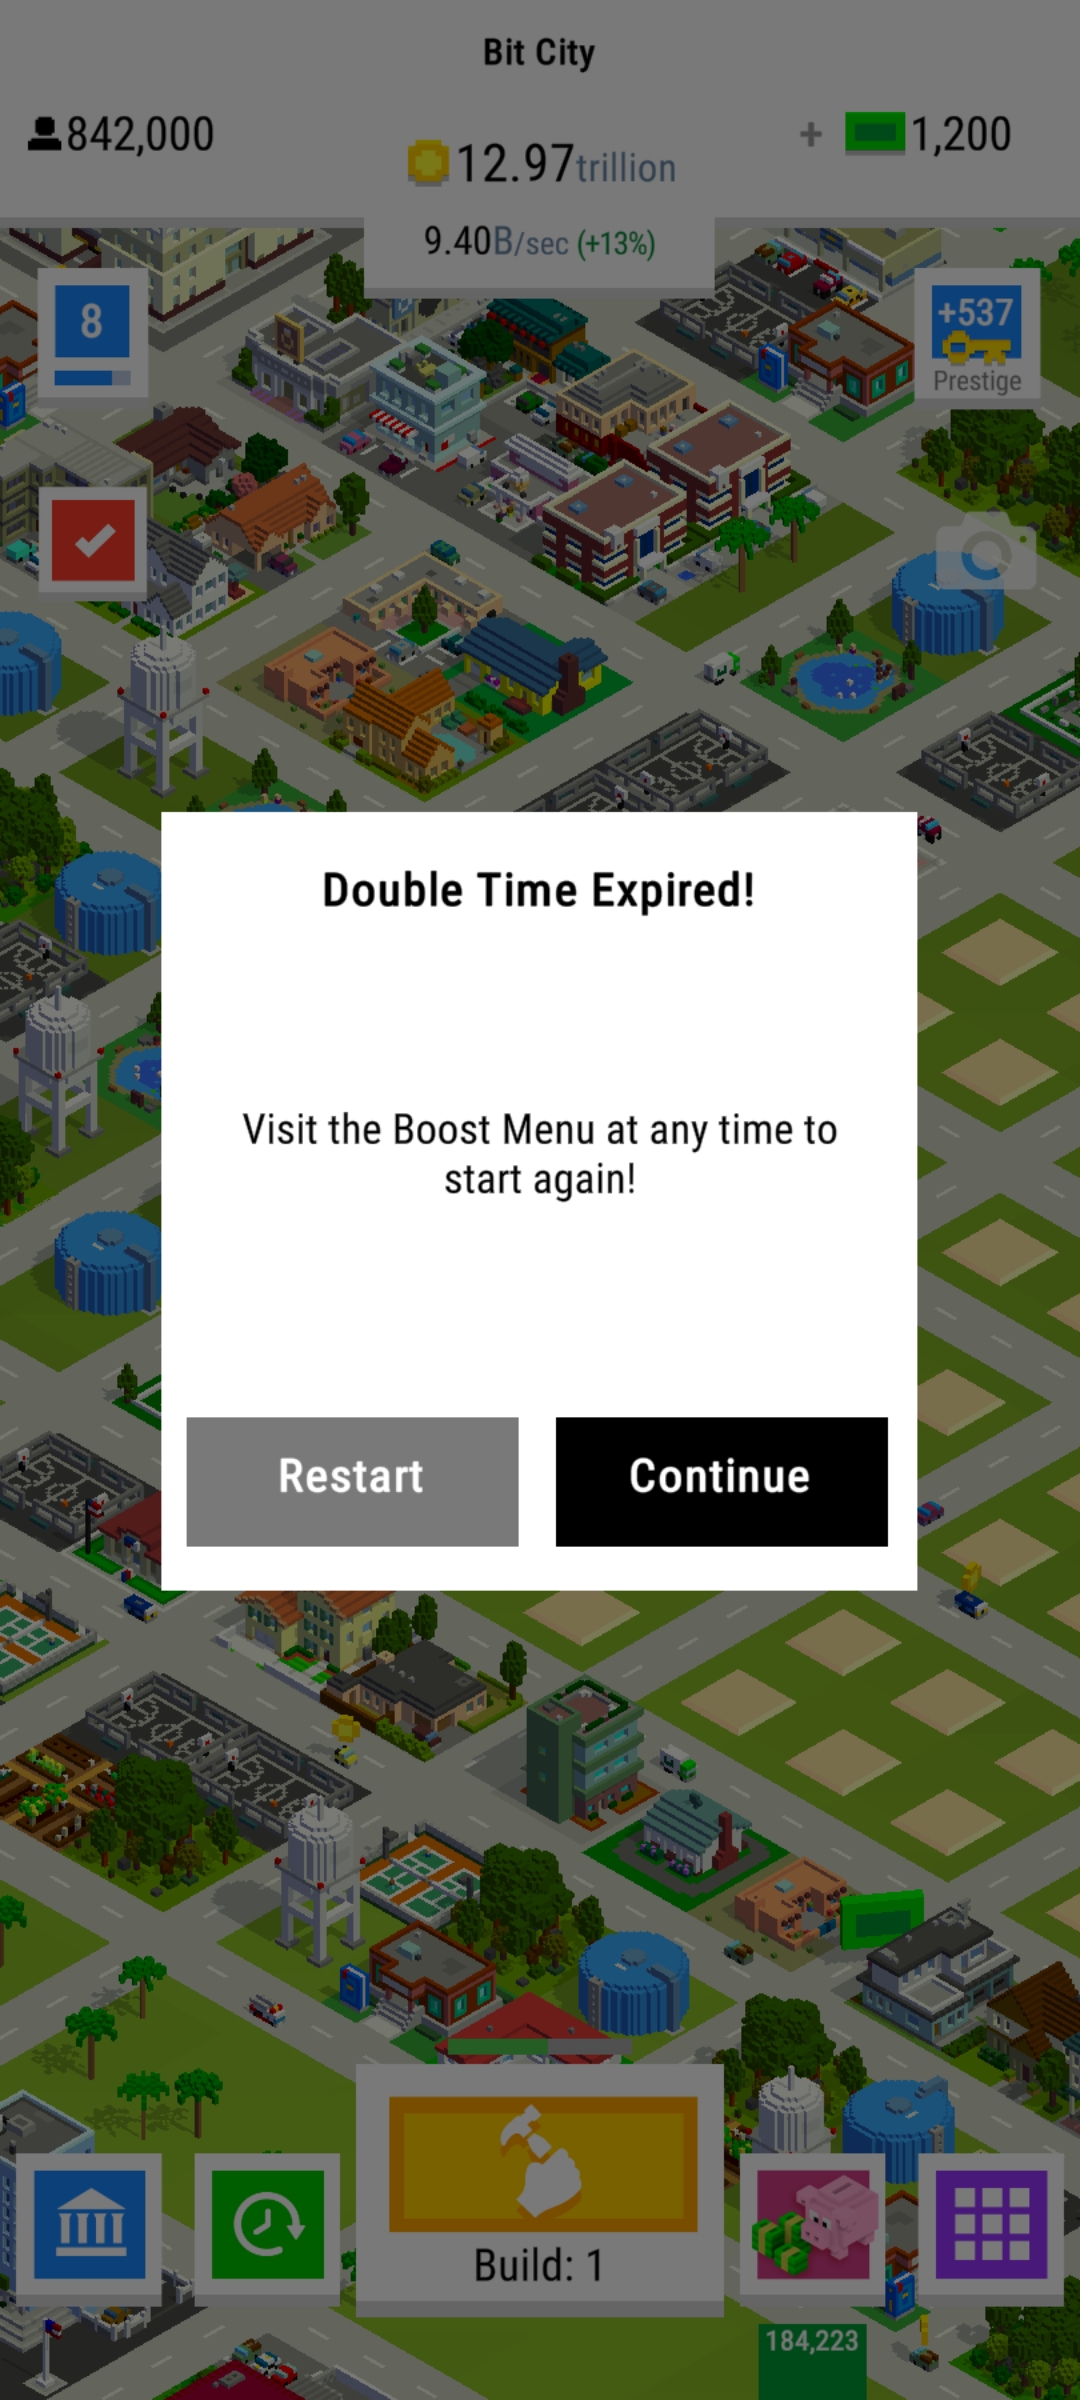 Bit City
842,000
12.97trillion
+ 1,200
9.40B/sec (+13%)
8
+537
Prestige
Double Time Expired!
Visit the Boost Menu at any time to
start again!
Restart
Continue
Build: 1
184,223